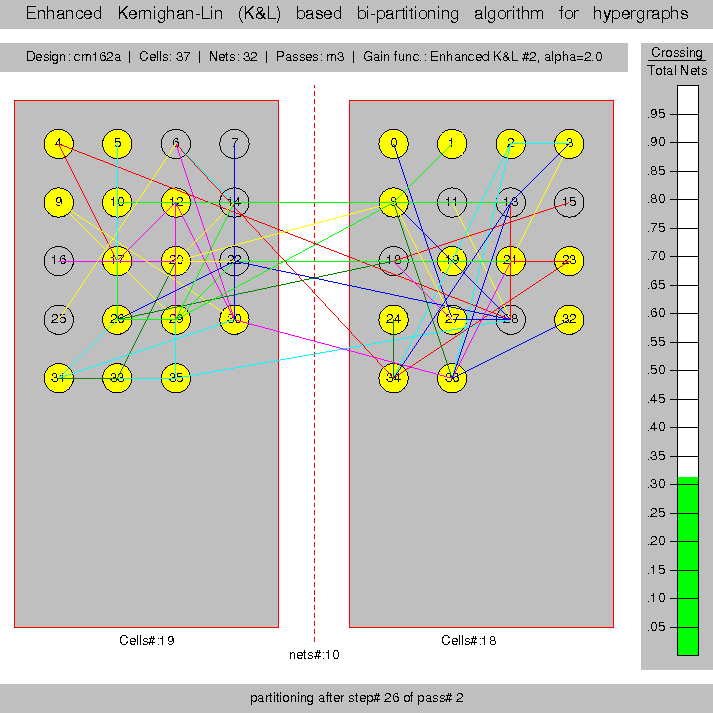 Enhanced Kernighan-Lin (K&L) based bi-partitioning algorithm for hypergraphs
Design: cm162a | Cells: 37 | Nets: 32 | Passes: m3 | Gain func.: Enhanced K&L #2, alpha=2.0
Crossing
Total Nets
.95
.90
.85
.80
.75
.70
.65
.60
.55
.50
.45
.40
.35
.30
.25
.20
.15
.10
.05
4 5 6 7 0 1 2 3
9 10 12 14 8 11 13 15
16 17 20 22 18 19 21 23
25 26 29 30 24 27 28 32
31 33 35 34 36
Cells#:19 Cells#:18
nets#:10
partitioning after step# 26 of pass# 2